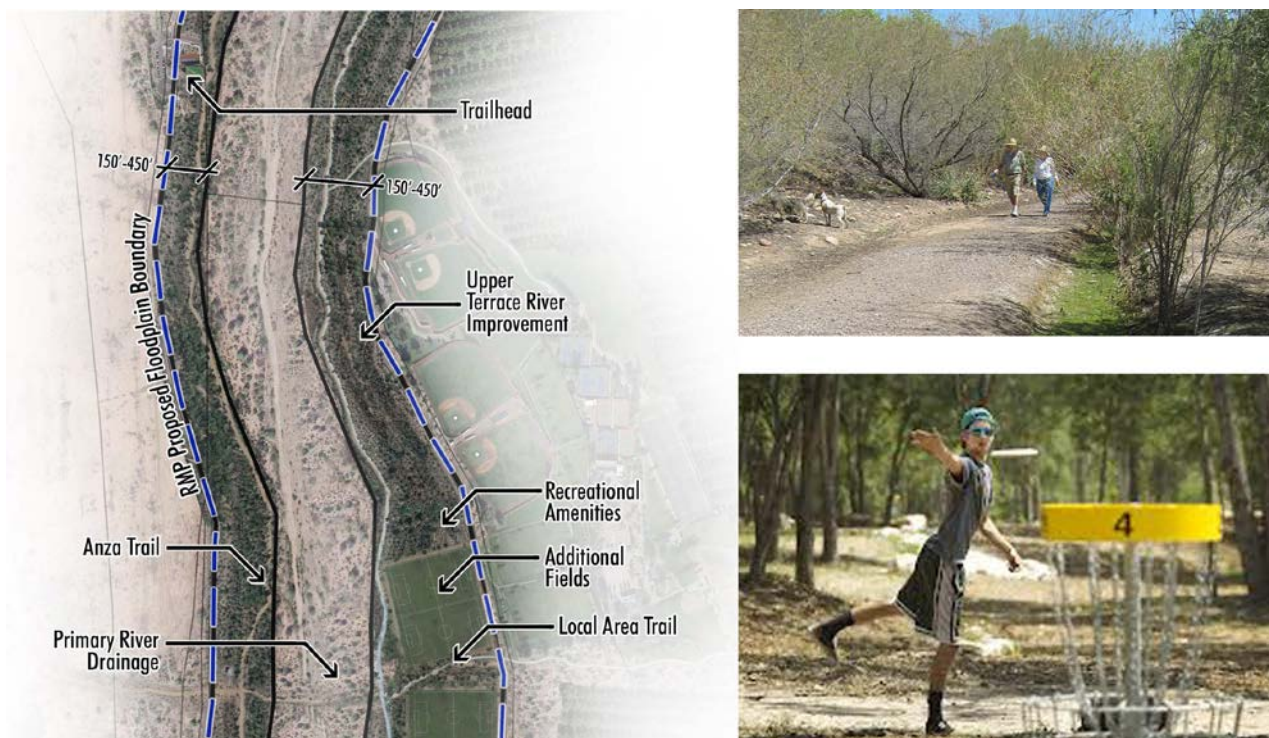 Trailhead
150'-450'
150'-450'
RMP Proposed Floodplain Boundary
Upper
Terrace River
Improvement
Recreational
Amenities
Additional
Fields
Anza Trail
Local Area Trail
Primary River
Drainage
4